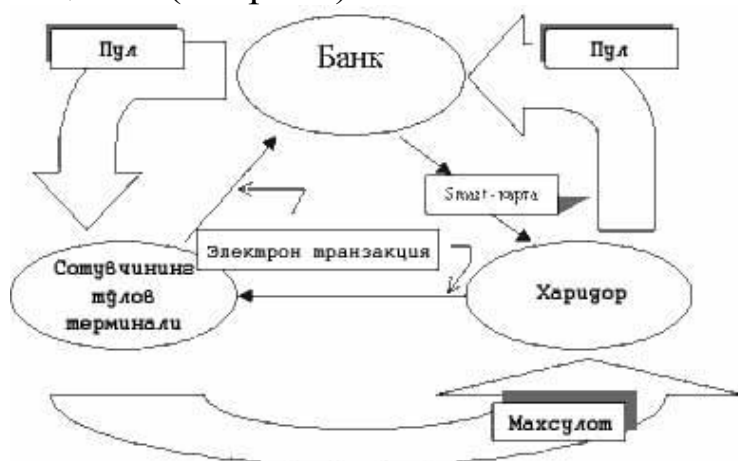 Пул
Банк
Пул
Smart-карта
Электрон транзакция
Сотувчининг
тўлов
терминали
Харидор
Махсулот